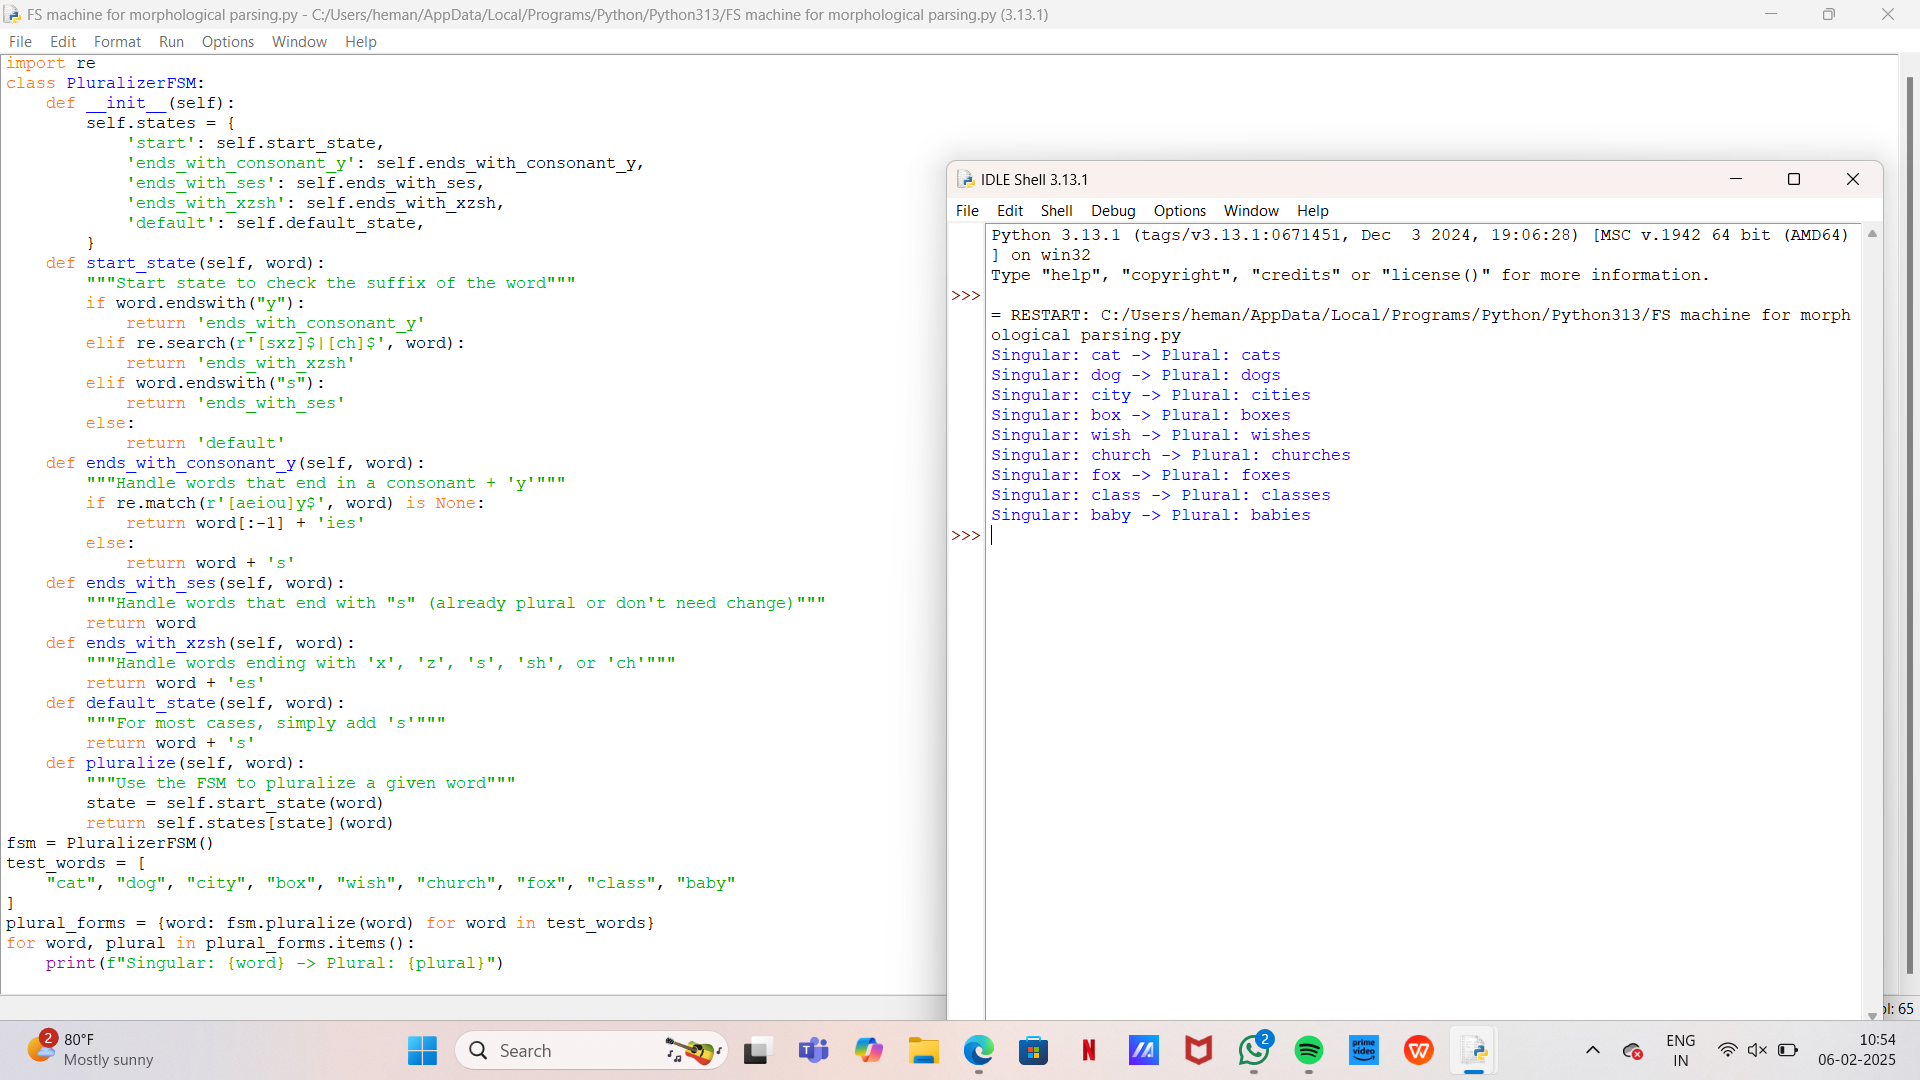 FS machine for morphological parsing.py - C:/Users/heman/AppData/Local/Programs/Python/Python313/FS machine for morphological parsing.py (3.13.1)
File Edit Format Run Options Window Help
import re
class PluralizerFSM:
    def __init__(self):
        self.states = {
            'start': self.start_state,
            'ends_with_consonant_y': self.ends_with_consonant_y,
            'ends_with_ses': self.ends_with_ses,
            'ends_with_xzsh': self.ends_with_xzsh,
            'default': self.default_state,
        }
    def start_state(self, word):
        """Start state to check the suffix of the word"""
        if word.endswith("y"):
            return 'ends_with_consonant_y'
        elif re.search(r'[sxz]$|[ch]$', word):
            return 'ends_with_xzsh'
        elif word.endswith("s"):
            return 'ends_with_ses'
        else:
            return 'default'
    def ends_with_consonant_y(self, word):
        """Handle words that end in a consonant + 'y'"""
        if re.match(r'[aeiou]y$', word) is None:
            return word[:-1] + 'ies'
        else:
            return word + 's'
    def ends_with_ses(self, word):
        """Handle words that end with "s" (already plural or don't need change)"""
        return word
    def ends_with_xzsh(self, word):
        """Handle words ending with 'x', 'z', 's', 'sh', or 'ch'"""
        return word + 'es'
    def default_state(self, word):
        """For most cases, simply add 's'"""
        return word + 's'
    def pluralize(self, word):
        """Use the FSM to pluralize a given word"""
        state = self.start_state(word)
        return self.states[state](word)
fsm = PluralizerFSM()
test_words = [
    "cat", "dog", "city", "box", "wish", "church", "fox", "class", "baby"
]
plural_forms = {word: fsm.pluralize(word) for word in test_words}
for word, plural in plural_forms.items():
    print(f"Singular: {word} -> Plural: {plural}")
IDLE Shell 3.13.1
File Edit Shell Debug Options Window Help
Python 3.13.1 (tags/v3.13.1:0671451, Dec  3 2024, 19:06:28) [MSC v.1942 64 bit (AMD64)
] on win32
Type "help", "copyright", "credits" or "license()" for more information.
>>>
= RESTART: C:/Users/heman/AppData/Local/Programs/Python/Python313/FS machine for morph
ological parsing.py
Singular: cat -> Plural: cats
Singular: dog -> Plural: dogs
Singular: city -> Plural: cities
Singular: box -> Plural: boxes
Singular: wish -> Plural: wishes
Singular: church -> Plural: churches
Singular: fox -> Plural: foxes
Singular: class -> Plural: classes
Singular: baby -> Plural: babies
>>>
: 65
2
80°F
Mostly sunny
Search
prime video
2
ENG
IN
10:54
06-02-2025